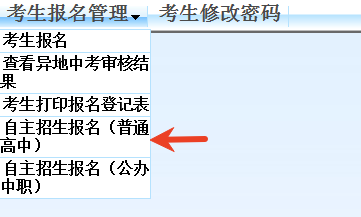 考生报名管理 考生修改密码
考生报名
查看异地中考审核结
果
考生打印报名登记表
自主招生报名（普通
高中）
自主招生报名（公办
中职）